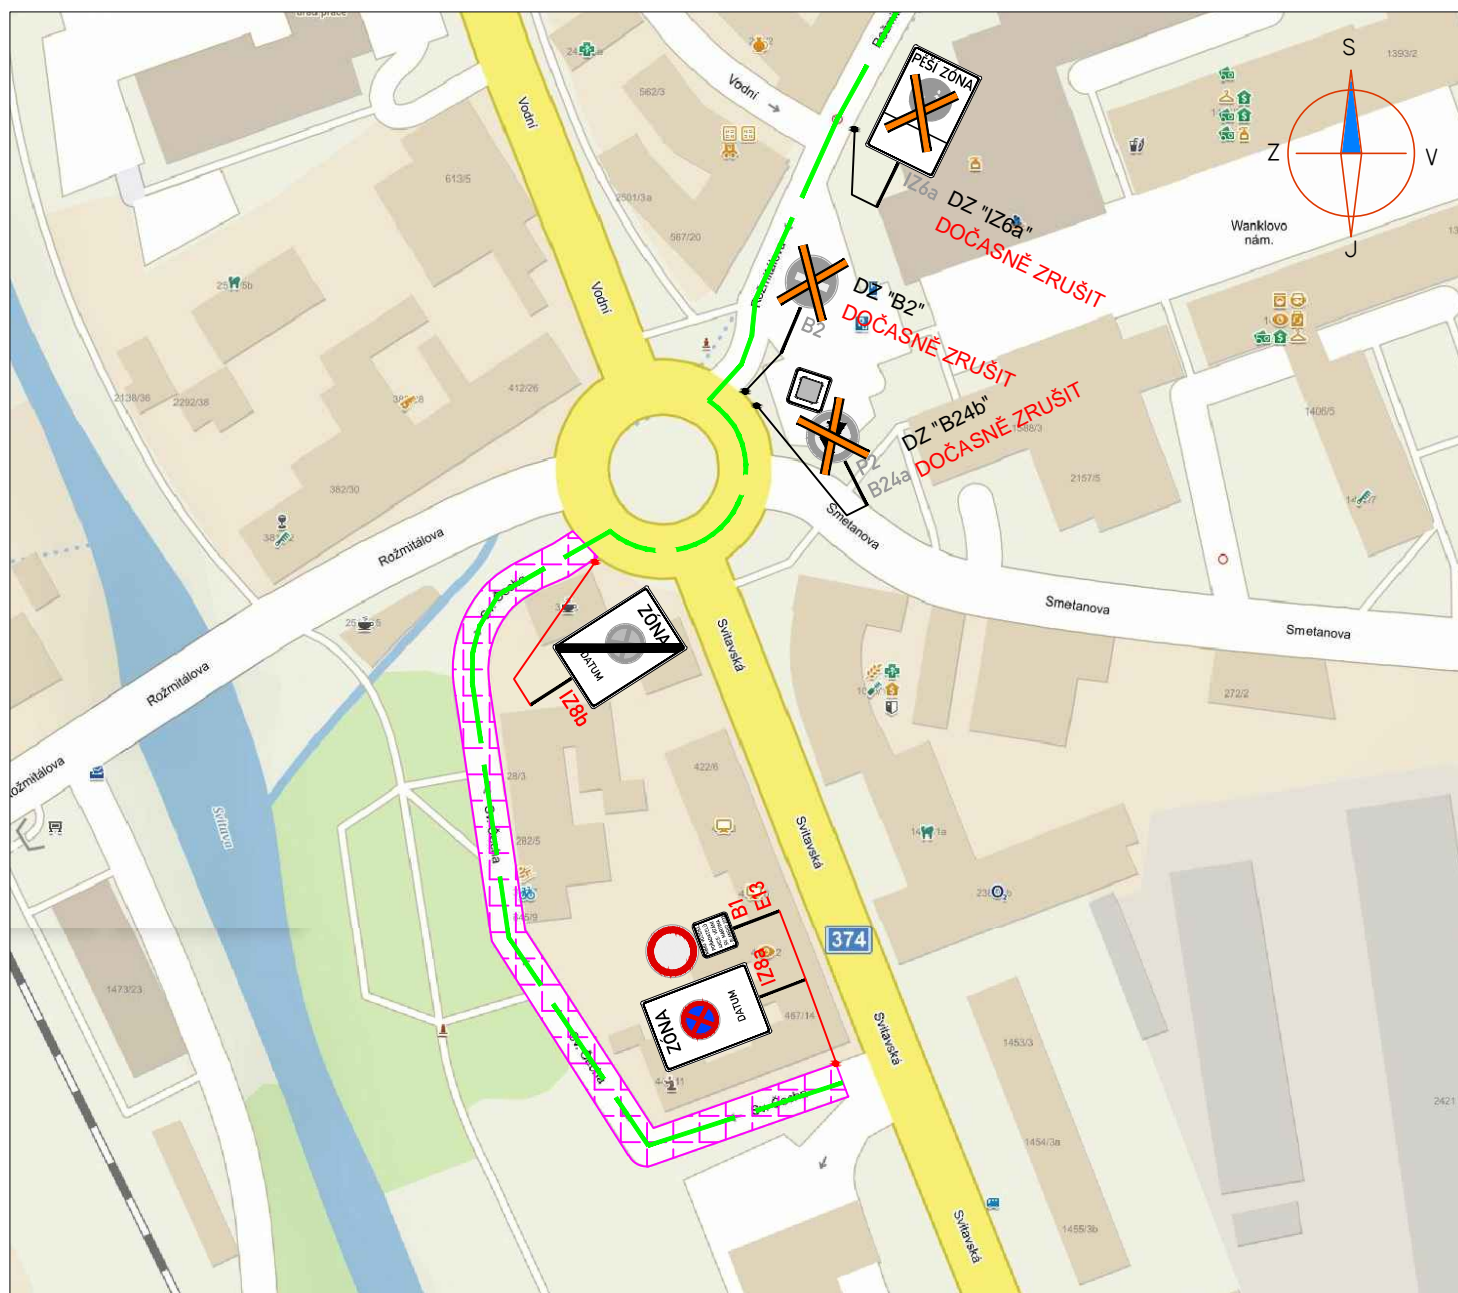 S
Z
V
J
1393/2
Vodní
Vodní
Vodní
562/3
613/5
2501/3a
567/20
PĚŠÍ ZÓNA
IZ6a
DZ "IZ6a"
DOČASNĚ ZRUŠIT
Wanklovo
nám.
Rožmitálova
B2
DZ "B2"
DOČASNĚ ZRUŠIT
P2
B24a
DZ "B24b"
DOČASNĚ ZRUŠIT
2138/36
2292/38
412/26
382/30
1588/3
2157/5
1406/5
Rožmitálova
Rožmitálova
Smetanova
Smetanova
Smetanova
ZÓNA
DATUM
IZ8b
Svitavská
272/2
28/3
282/5
422/6
Svitava
Svitavská
374
B1
E13
IZ8a
ZÓNA
DATUM
467/14
1473/23
Svitavská
1453/3
1454/3a
1455/3b
2421
Svitavská